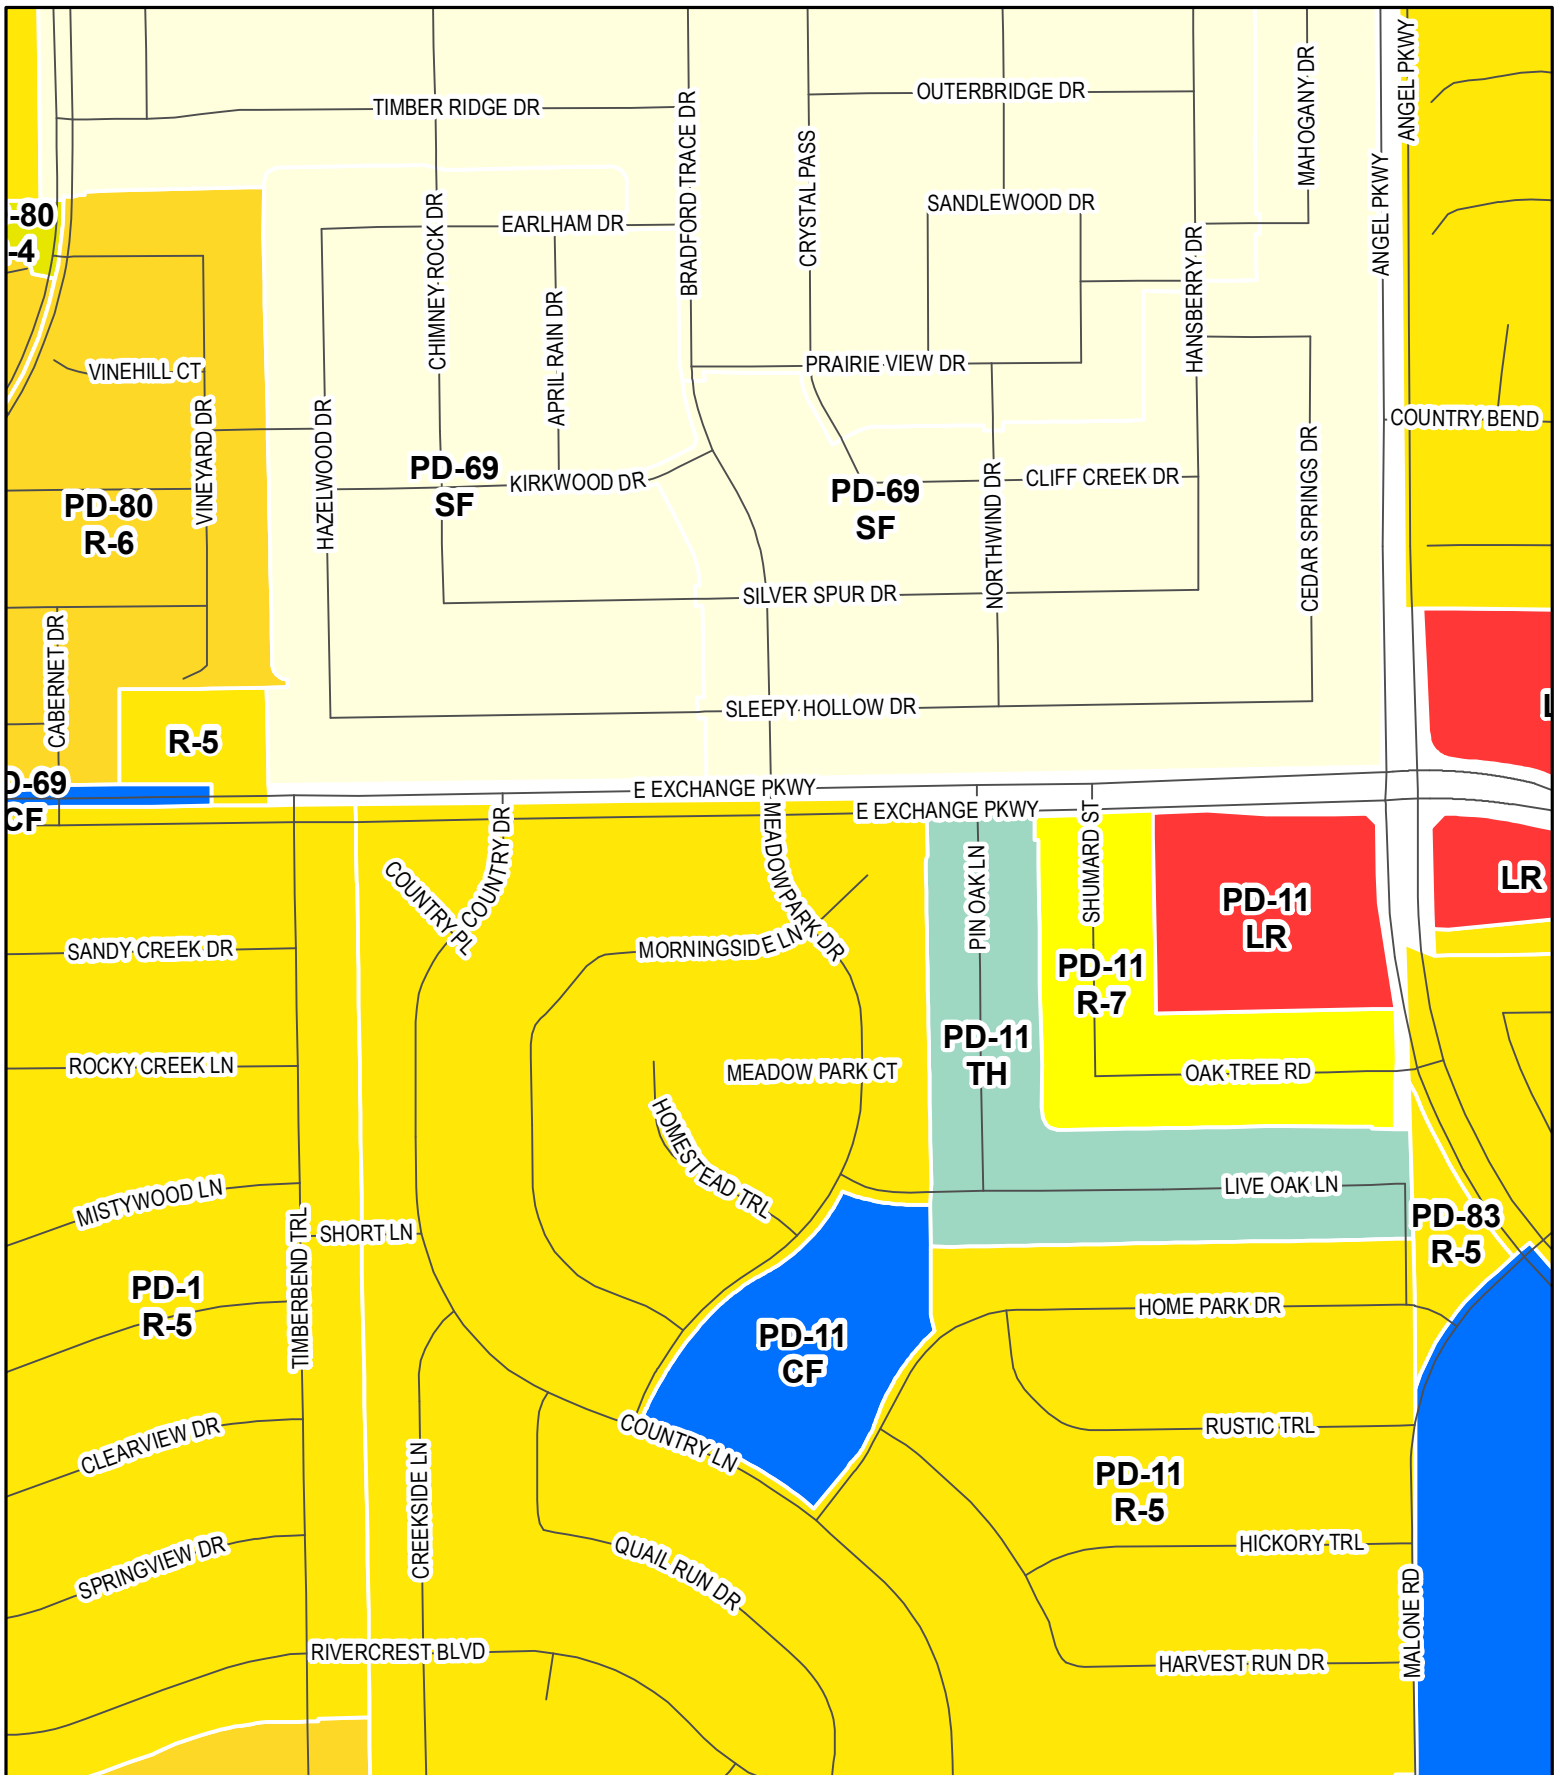 ANGEL PKWY
OUTERBRIDGE DR
TIMBER RIDGE DR
BRADFORD TRACE DR
MAHOGANY DR
CRYSTAL PASS
ANGEL PKWY
-80
-4
CHIMNEY ROCK DR
EARLHAM DR
SANDLEWOOD DR
HANSBERRY DR
APRIL RAIN DR
VINEHILL CT
PRAIRIE VIEW DR
COUNTRY BEND
VINEYARD DR
HAZELWOOD DR
CEDAR SPRINGS DR
PD-69
SF
KIRKWOOD DR
PD-69
SF
CLIFF CREEK DR
NORTHWIND DR
PD-80
R-6
SILVER SPUR DR
CABERNET DR
SLEEPY HOLLOW DR
L
R-5
D-69
CF
E EXCHANGE PKWY
E EXCHANGE PKWY
COUNTRY DR
MEADOWPARK DR
SHUMARD ST
COUNTRY PL
PIN OAK LN
LR
PD-11
LR
SANDY CREEK DR
MORNINGSIDE LN
PD-11
R-7
PD-11
TH
ROCKY CREEK LN
MEADOW PARK CT
OAK TREE RD
HOMESTEAD TRL
MISTYWOOD LN
LIVE OAK LN
PD-83
R-5
SHORT LN
TIMBERBEND TRL
PD-1
R-5
HOME PARK DR
PD-11
CF
CLEARVIEW DR
COUNTRY LN
RUSTIC TRL
CREEKSIDE LN
PD-11
R-5
SPRINGVIEW DR
QUAIL RUN DR
HICKORY TRL
MALONE RD
RIVERCREST BLVD
HARVEST RUN DR